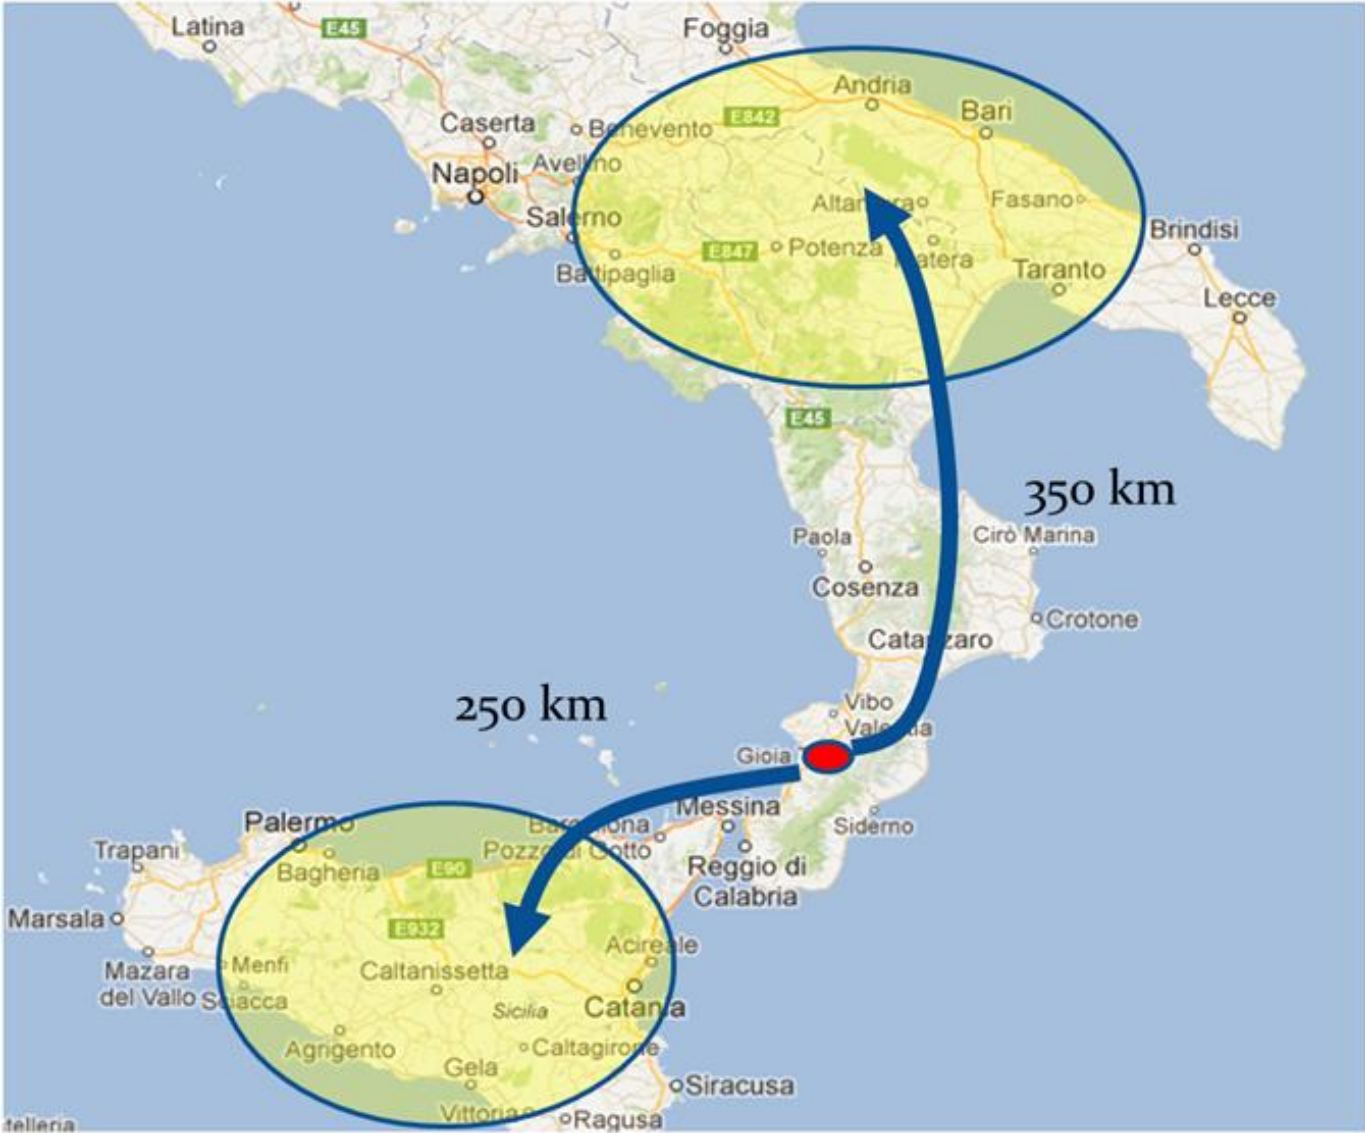 Latina
E45
Foggia
Andria
Bari
E842
Caserta
Benevento
Napoli
Avellino
Altamura
Fasano
Salerno
Brindisi
E847
Potenza
Matera
Battipaglia
Taranto
Lecce
E45
350 km
Paola
Cirò Marina
Cosenza
Crotone
Catanzaro
250 km
Vibo
Valentia
Gioia
Messina
Palermo
Barcellona
Pozzo di Gotto
Siderno
Trapani
Bagheria
E90
Reggio di
Calabria
Marsala
E932
Acireale
Menfi
Mazara
del Vallo
Caltanissetta
Sciacca
Sicilia
Catania
Agrigento
Caltagirone
Gela
Siracusa
Vittoria
Ragusa
telleria